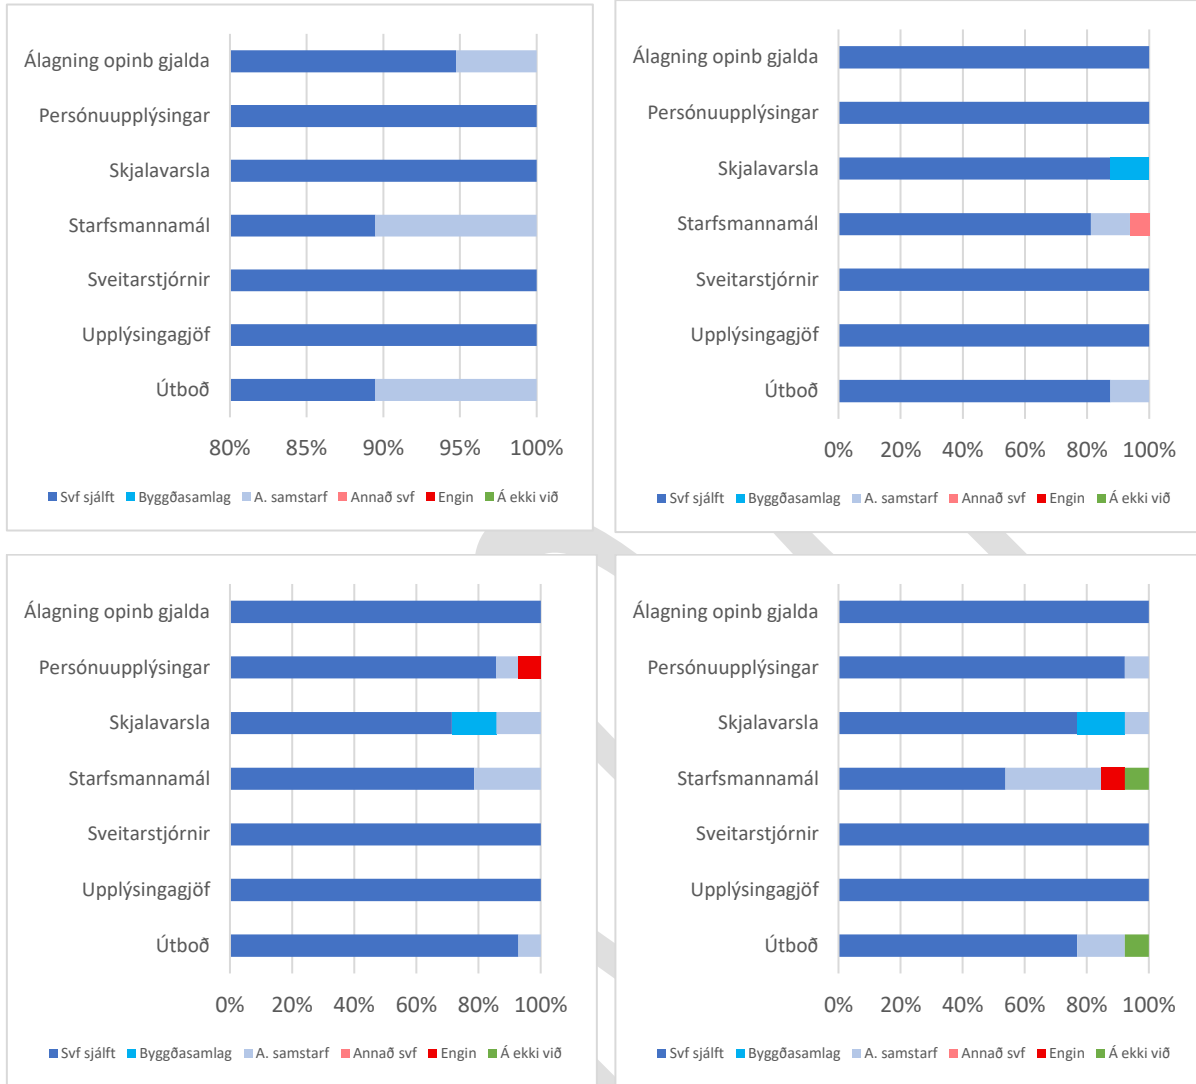 Álagning opinb gjalda
Persónuupplýsingar
Skjalavarsla
Starfsmannamál
Sveitarstjórnir
Upplýsingagjöf
Útboð
80% 85% 90% 95% 100%
Svf sjálft Byggðasamlag A. samstarf Annað svf Engin Á ekki við
Álagning opinb gjalda
Persónuupplýsingar
Skjalavarsla
Starfsmannamál
Sveitarstjórnir
Upplýsingagjöf
Útboð
0% 20% 40% 60% 80% 100%
Svf sjálft Byggðasamlag A. samstarf Annað svf Engin Á ekki við
Álagning opinb gjalda
Persónuupplýsingar
Skjalavarsla
Starfsmannamál
Sveitarstjórnir
Upplýsingagjöf
Útboð
0% 20% 40% 60% 80% 100%
Svf sjálft Byggðasamlag A. samstarf Annað svf Engin Á ekki við
Álagning opinb gjalda
Persónuupplýsingar
Skjalavarsla
Starfsmannamál
Sveitarstjórnir
Upplýsingagjöf
Útboð
0% 20% 40% 60% 80% 100%
Svf sjálft Byggðasamlag A. samstarf Annað svf Engin Á ekki við